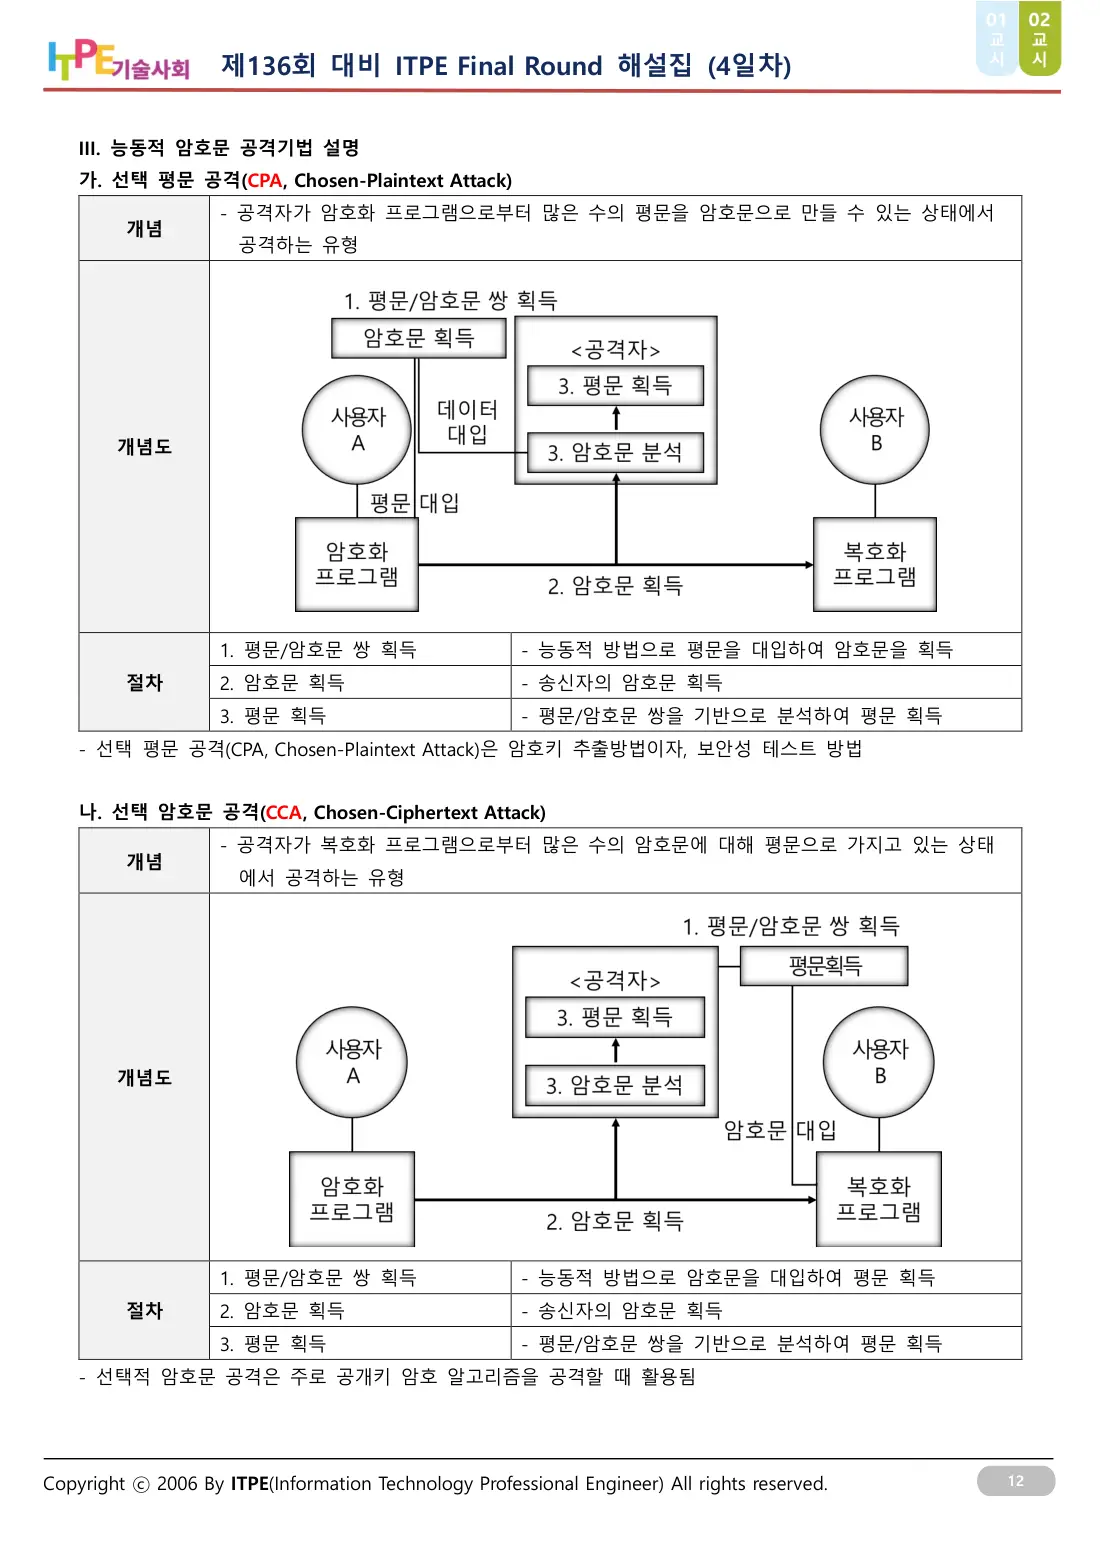 01 교시
02 교시
ITPE기술사회
제136회 대비 ITPE Final Round 해설집 (4일차)
III. 능동적 암호문 공격기법 설명
가. 선택 평문 공격(CPA, Chosen-Plaintext Attack)
개념
- 공격자가 암호화 프로그램으로부터 많은 수의 평문을 암호문으로 만들 수 있는 상태에서
공격하는 유형
개념도
1. 평문/암호문 쌍 획득
암호문 획득
<공격자>
3. 평문 획득
3. 암호문 분석
데이터
대입
사용자
A
사용자
B
평문 대입
암호화
프로그램
복호화
프로그램
2. 암호문 획득
절차
1. 평문/암호문 쌍 획득
- 능동적 방법으로 평문을 대입하여 암호문을 획득
2. 암호문 획득
- 송신자의 암호문 획득
3. 평문 획득
- 평문/암호문 쌍을 기반으로 분석하여 평문 획득
- 선택 평문 공격(CPA, Chosen-Plaintext Attack)은 암호키 추출방법이자, 보안성 테스트 방법
나. 선택 암호문 공격(CCA, Chosen-Ciphertext Attack)
개념
- 공격자가 복호화 프로그램으로부터 많은 수의 암호문에 대해 평문으로 가지고 있는 상태
에서 공격하는 유형
개념도
1. 평문/암호문 쌍 획득
평문획득
<공격자>
3. 평문 획득
3. 암호문 분석
사용자
A
사용자
B
암호문 대입
암호화
프로그램
복호화
프로그램
2. 암호문 획득
절차
1. 평문/암호문 쌍 획득
- 능동적 방법으로 암호문을 대입하여 평문 획득
2. 암호문 획득
- 송신자의 암호문 획득
3. 평문 획득
- 평문/암호문 쌍을 기반으로 분석하여 평문 획득
- 선택적 암호문 공격은 주로 공개키 암호 알고리즘을 공격할 때 활용됨
Copyright ⓒ 2006 By ITPE(Information Technology Professional Engineer) All rights reserved.
12